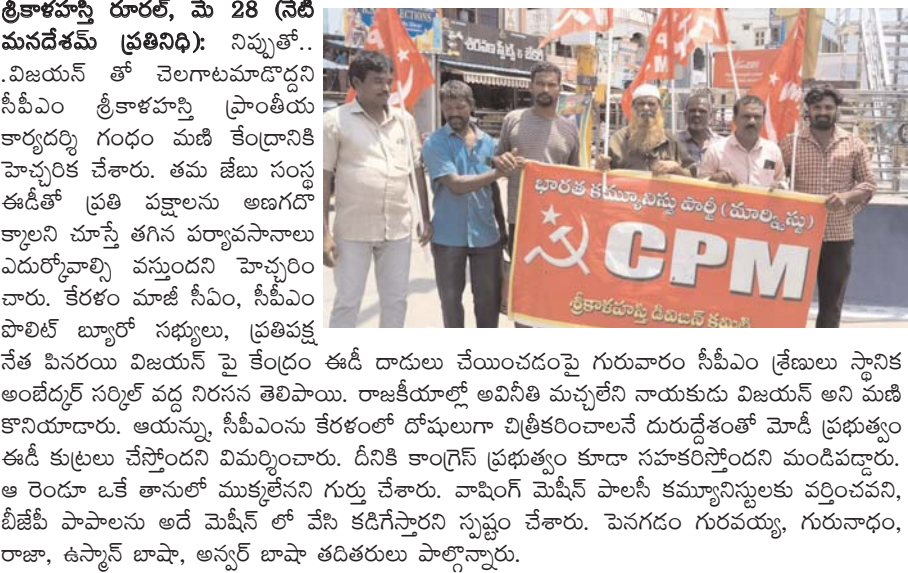 శ్రీకాళహస్తి రూరల్, మే 28 (నేటి
మనదేశమ్ ప్రతినిధి): నిప్పుతో..
.విజయన్ తో చెలగాటమాడొద్దని
సీపీఎం శ్రీకాళహస్తి ప్రాంతీయ
కార్యదర్శి గంధం మణి కేంద్రానికి
హెచ్చరిక చేశారు. తమ జేబు సంస్థ
ఈడీతో ప్రతి పక్షాలను అణగదొ
క్కాలని చూస్తే తగిన పర్యావసానాలు
ఎదుర్కోవాల్సి వస్తుందని హెచ్చరిం
చారు. కేరళం మాజీ సీఏం, సీపీఎం
పొలిట్ బ్యూరో సభ్యులు, ప్రతిపక్ష
నేత పినరయి విజయన్ పై కేంద్రం ఈడీ దాడులు చేయించడంపై గురువారం సీపీఎం శ్రేణులు స్థానిక
అంబేద్కర్ సర్కిల్ వద్ద నిరసన తెలిపాయి. రాజకీయాల్లో అవినీతి మచ్చలేని నాయకుడు విజయన్ అని మణి
కొనియాడారు. ఆయన్ను, సీపీఎంను కేరళంలో దోషులుగా చిత్రీకరించాలనే దురుద్దేశంతో మోడీ ప్రభుత్వం
ఈడీ కుట్రలు చేస్తోందని విమర్శించారు. దీనికి కాంగ్రెస్ ప్రభుత్వం కూడా సహకరిస్తోందని మండిపడ్డారు.
ఆ రెండూ ఒకే తానులో ముక్కలేనని గుర్తు చేశారు. వాషింగ్ మెషీన్ పాలసీ కమ్యూనిస్టులకు వర్తించవని,
బీజేపీ పాపాలను అదే మెషీన్ లో వేసి కడిగేస్తారని స్పష్టం చేశారు. పెనగడం గురవయ్య, గురునాధం,
రాజా, ఉస్మాన్ బాషా, అన్వర్ బాషా తదితరులు పాల్గొన్నారు.
భారత కమ్యూనిస్టు పార్టీ (మార్క్సిస్టు)
CPM
శ్రీకాళహస్తి డివిజన్ కమిటి
CPM